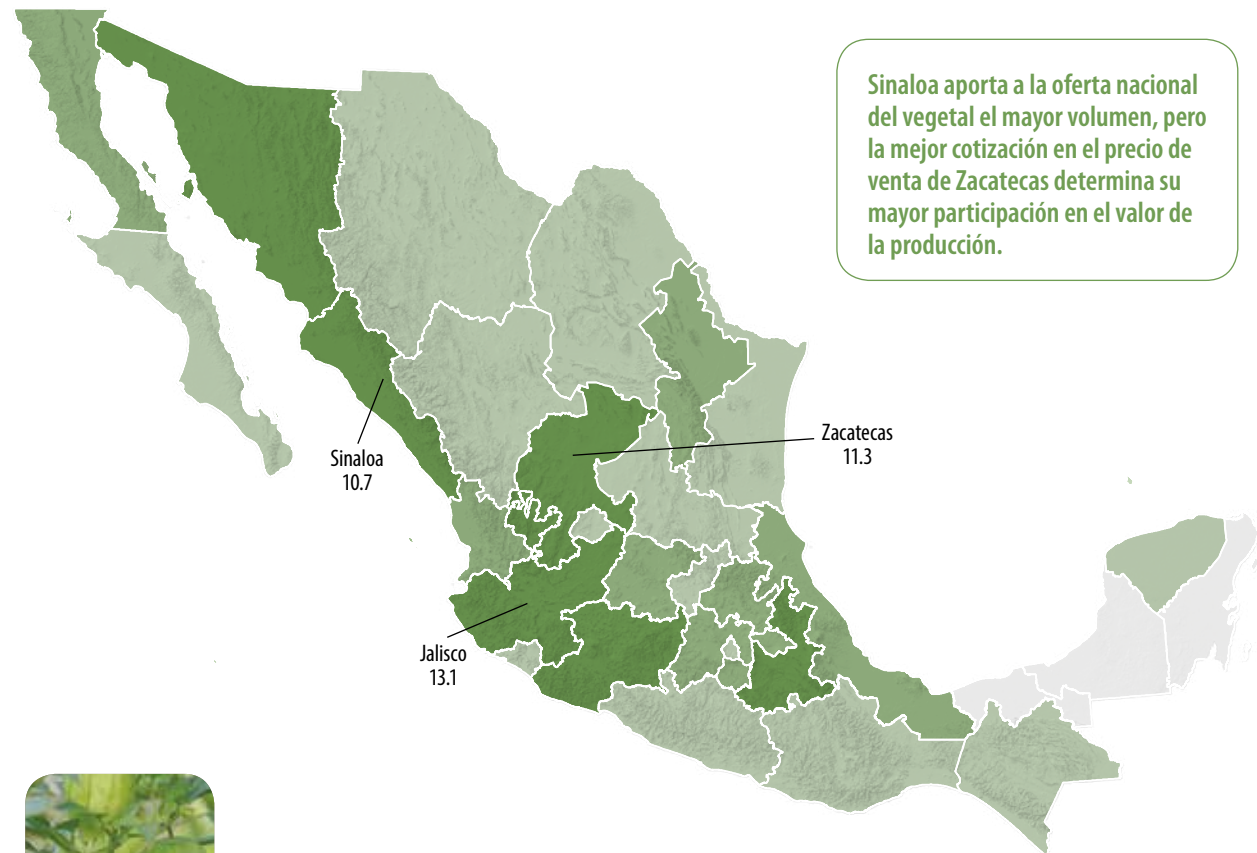 Sinaloa aporta a la oferta nacional
del vegetal el mayor volumen, pero
la mejor cotización en el precio de
venta de Zacatecas determina su
mayor participación en el valor de
la producción.
Zacatecas
11.3
Sinaloa
10.7
Jalisco
13.1